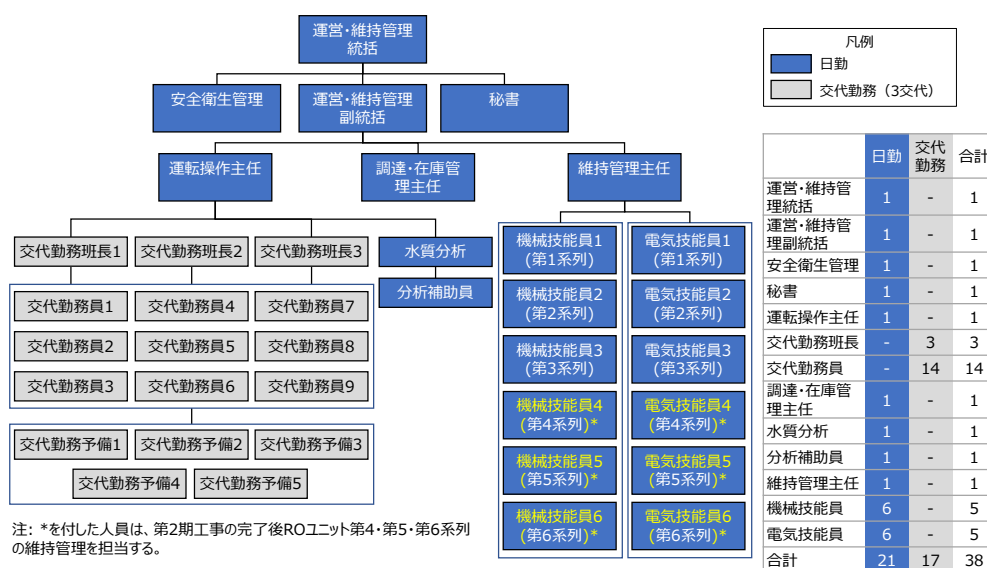 運営・維持管理
統括
安全衛生管理
運営・維持管理
副統括
秘書
運転操作主任
調達・在庫管
理主任
維持管理主任
交代勤務班長1
交代勤務班長2
交代勤務班長3
水質分析
分析補助員
交代勤務員1
交代勤務員4
交代勤務員7
交代勤務員2
交代勤務員5
交代勤務員8
交代勤務員3
交代勤務員6
交代勤務員9
交代勤務予備1
交代勤務予備2
交代勤務予備3
交代勤務予備4
交代勤務予備5
機械技能員1
(第1系列)
電気技能員1
(第1系列)
機械技能員2
(第2系列)
電気技能員2
(第2系列)
機械技能員3
(第3系列)
電気技能員3
(第3系列)
機械技能員4
(第4系列)*
電気技能員4
(第4系列)*
機械技能員5
(第5系列)*
電気技能員5
(第5系列)*
機械技能員6
(第6系列)*
電気技能員6
(第6系列)*
注: *を付した人員は、第2期工事の完了後ROユニット第4・第5・第6系列
の維持管理を担当する。
凡例
日勤
交代勤務（3交代）
日勤 交代勤務 合計
運営・維持管理統括 1 - 1
運営・維持管理副統括 1 - 1
安全衛生管理 1 - 1
秘書 1 - 1
運転操作主任 1 - 1
交代勤務班長 - 3 3
交代勤務員 - 14 14
調達・在庫管理主任 1 - 1
水質分析 1 - 1
分析補助員 1 - 1
維持管理主任 1 - 1
機械技能員 6 - 5
電気技能員 6 - 5
合計 21 17 38